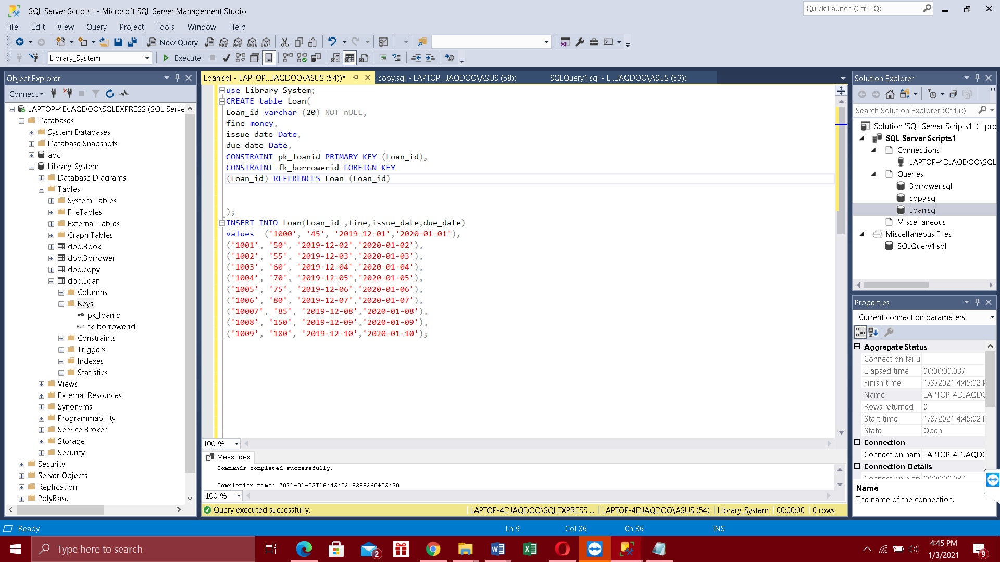 SQL Server Scripts1 - Microsoft SQL Server Management Studio
Quick Launch (Ctrl+Q)
File Edit View Query Project Tools Window Help
New Query MDX DMX XMLA DAX
Library_System Execute
Object Explorer
Connect
LAPTOP-4DJAQDOO\SQLEXPRESS (SQL Serve
Databases
System Databases
Database Snapshots
abc
Library_System
Database Diagrams
Tables
System Tables
FileTables
External Tables
Graph Tables
dbo.Book
dbo.Borrower
dbo.copy
dbo.Loan
Columns
Keys
pk_loanid
fk_borrowerid
Constraints
Triggers
Indexes
Statistics
Views
External Resources
Synonyms
Programmability
Service Broker
Storage
Security
Security
Server Objects
Replication
PolyBase
Loan.sql - LAPTOP...JAQDOO\ASUS (54))* copy.sql - LAPTOP...JAQDOO\ASUS (58)) SQLQuery1.sql - L...JAQDOO\ASUS (53))
use Library_System;
CREATE table Loan(
Loan_id varchar (20) NOT nULL,
fine money,
issue_date Date,
due_date Date,
CONSTRAINT pk_loanid PRIMARY KEY (Loan_id),
CONSTRAINT fk_borrowerid FOREIGN KEY
(Loan_id) REFERENCES Loan (Loan_id)
);
INSERT INTO Loan(Loan_id ,fine,issue_date,due_date)
values  ('1000', '45', '2019-12-01','2020-01-01'),
('1001', '50', '2019-12-02','2020-01-02'),
('1002', '55', '2019-12-03','2020-01-03'),
('1003', '60', '2019-12-04','2020-01-04'),
('1004', '70', '2019-12-05','2020-01-05'),
('1005', '75', '2019-12-06','2020-01-06'),
('1006', '80', '2019-12-07','2020-01-07'),
('10007', '85', '2019-12-08','2020-01-08'),
('1008', '150', '2019-12-09','2020-01-09'),
('1009', '180', '2019-12-10','2020-01-10');
100 %
Messages
Commands completed successfully.
Completion time: 2021-01-03T16:45:02.8388260+05:30
100 %
Query executed successfully. LAPTOP-4DJAQDOO\SQLEXPRESS ... LAPTOP-4DJAQDOO\ASUS (54) Library_System 00:00:00 0 rows
Solution Explorer
Search Solution Explorer (Ctrl+;)
Solution 'SQL Server Scripts1' (1 proj
SQL Server Scripts1
Connections
LAPTOP-4DJAQDOO\SQL
Queries
Borrower.sql
copy.sql
Loan.sql
Miscellaneous
Miscellaneous Files
SQLQuery1.sql
Properties
Current connection parameters
Aggregate Status
Connection failu
Elapsed time 00:00:00.037
Finish time 1/3/2021 4:45:02 P
Name LAPTOP-4DJAQDO
Rows returned 0
Start time 1/3/2021 4:45:02 P
State Open
Connection
Connection nam LAPTOP-4DJAQDO
Connection Details
Connection elap 00:00:00.037
Name
The name of the connection.
Ready Ln 9 Col 36 Ch 36 INS
Type here to search
2
4:45 PM
1/3/2021
9